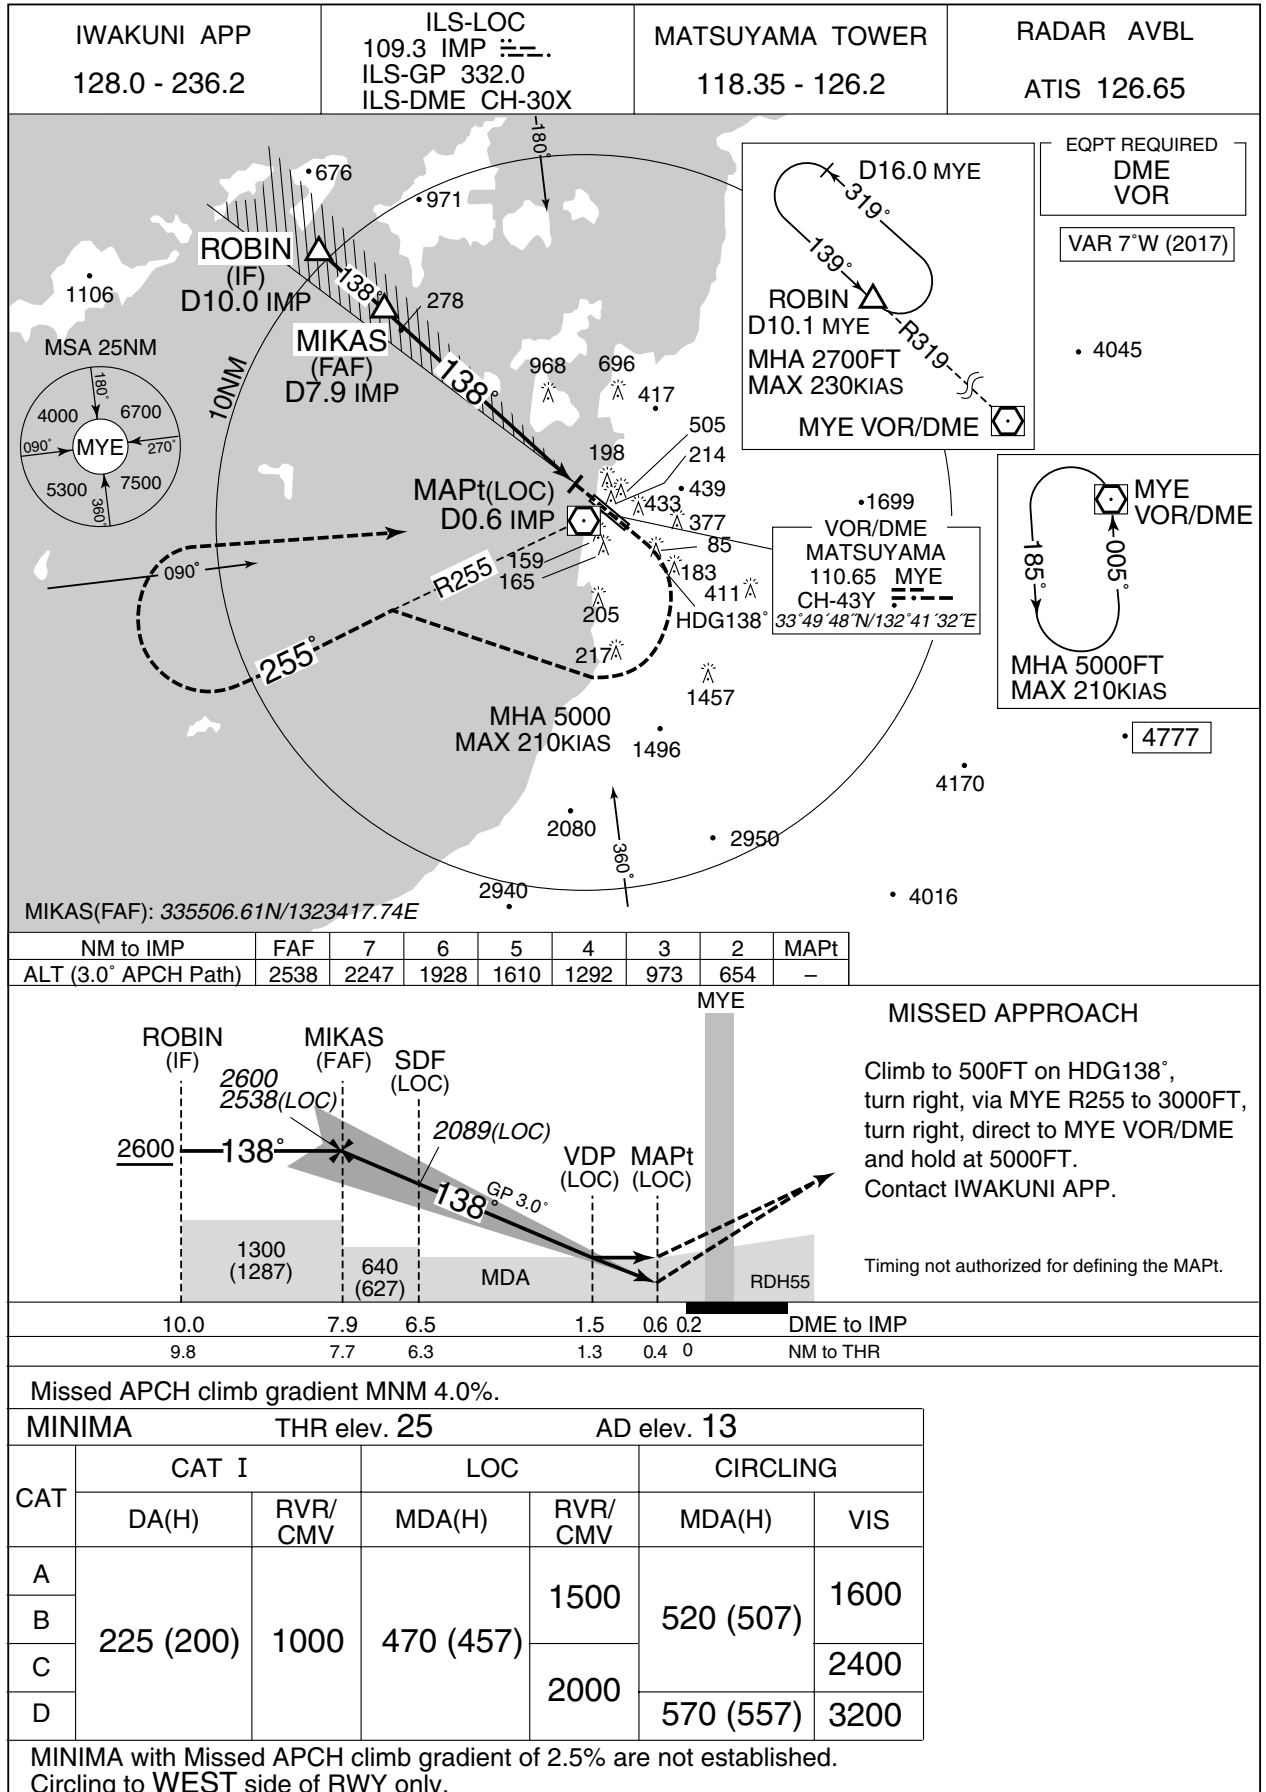 IWAKUNI APP
128.0 - 236.2
ILS-LOC
109.3 IMP
ILS-GP 332.0
ILS-DME CH-30X
MATSUYAMA TOWER
118.35 - 126.2
RADAR AVBL
ATIS 126.65
EQPT REQUIRED
DME
VOR
VAR 7°W (2017)
180°
676
971
ROBIN
(IF)
D10.0 IMP
138°
1106
278
MIKAS
(FAF)
D7.9 IMP
138°
10NM
MSA 25NM
180°
4000
6700
090°
MYE
270°
5300
7500
360°
D16.0 MYE
319°
139°
ROBIN
D10.1 MYE
R319
MHA 2700FT
MAX 230KIAS
MYE VOR/DME
4045
968
696
417
505
214
198
439
433
377
85
183
411
MAPt(LOC)
D0.6 IMP
159
165
R255
205
217
HDG138°
1457
1699
VOR/DME
MATSUYAMA
110.65 MYE
CH-43Y
33°49´48˝N/132°41´32˝E
MYE
VOR/DME
185°
005°
MHA 5000FT
MAX 210KIAS
090°
255°
MHA 5000
MAX 210KIAS
1496
4777
4170
2080
2950
360°
2940
4016
MIKAS(FAF): 335506.61N/1323417.74E
NM to IMP FAF 7 6 5 4 3 2 MAPt
ALT (3.0° APCH Path) 2538 2247 1928 1610 1292 973 654 –
MYE
ROBIN
(IF)
MIKAS
(FAF)
SDF
(LOC)
2600
2538(LOC)
2089(LOC)
2600
138°
GP 3.0°
138°
VDP
(LOC)
MAPt
(LOC)
1300
(1287)
640
(627)
MDA
RDH55
MISSED APPROACH
Climb to 500FT on HDG138°,
turn right, via MYE R255 to 3000FT,
turn right, direct to MYE VOR/DME
and hold at 5000FT.
Contact IWAKUNI APP.
Timing not authorized for defining the MAPt.
10.0 7.9 6.5 1.5 0.6 0.2 DME to IMP
9.8 7.7 6.3 1.3 0.4 0 NM to THR
Missed APCH climb gradient MNM 4.0%.
MINIMA THR elev. 25 AD elev. 13
CAT
CAT I LOC CIRCLING
DA(H) RVR/CMV MDA(H) RVR/CMV MDA(H) VIS
A
B
C
D
225 (200)
1000
470 (457)
1500
2000
520 (507)
570 (557)
1600
2400
3200
MINIMA with Missed APCH climb gradient of 2.5% are not established.
Circling to WEST side of RWY only.